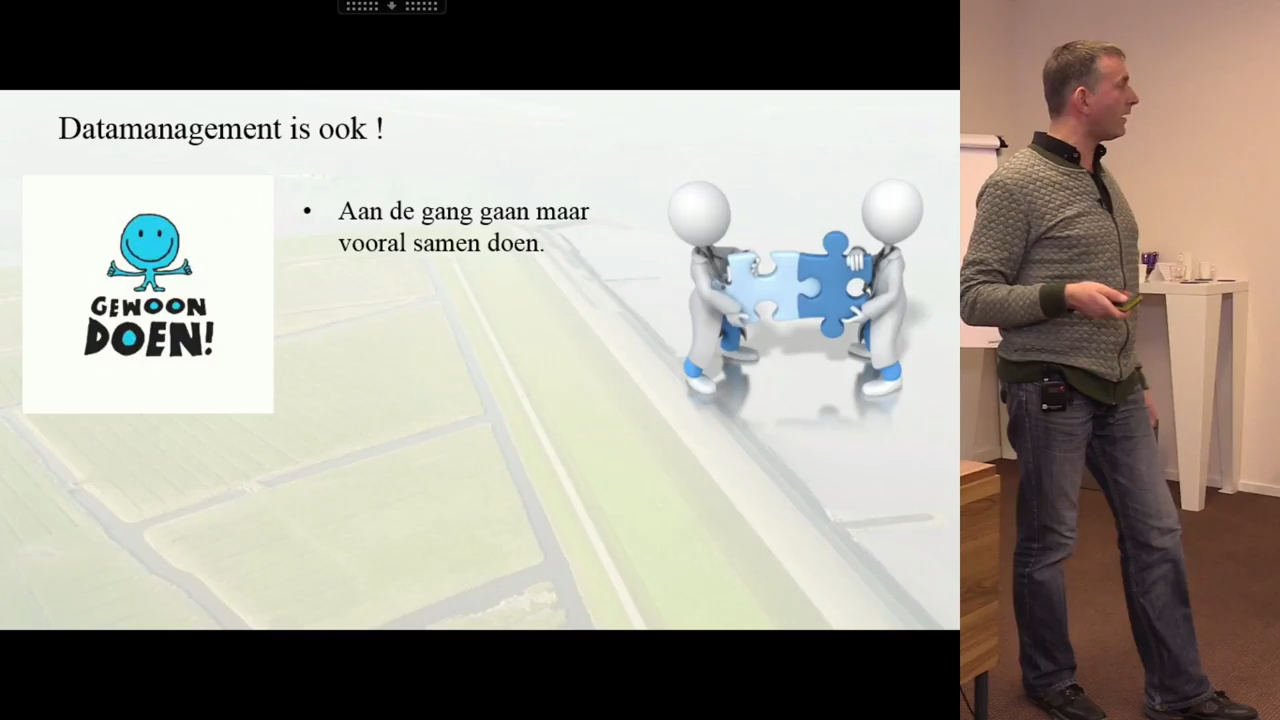 Datamanagement is ook !
GEWOON
DOEN!
• Aan de gang gaan maar
vooral samen doen.